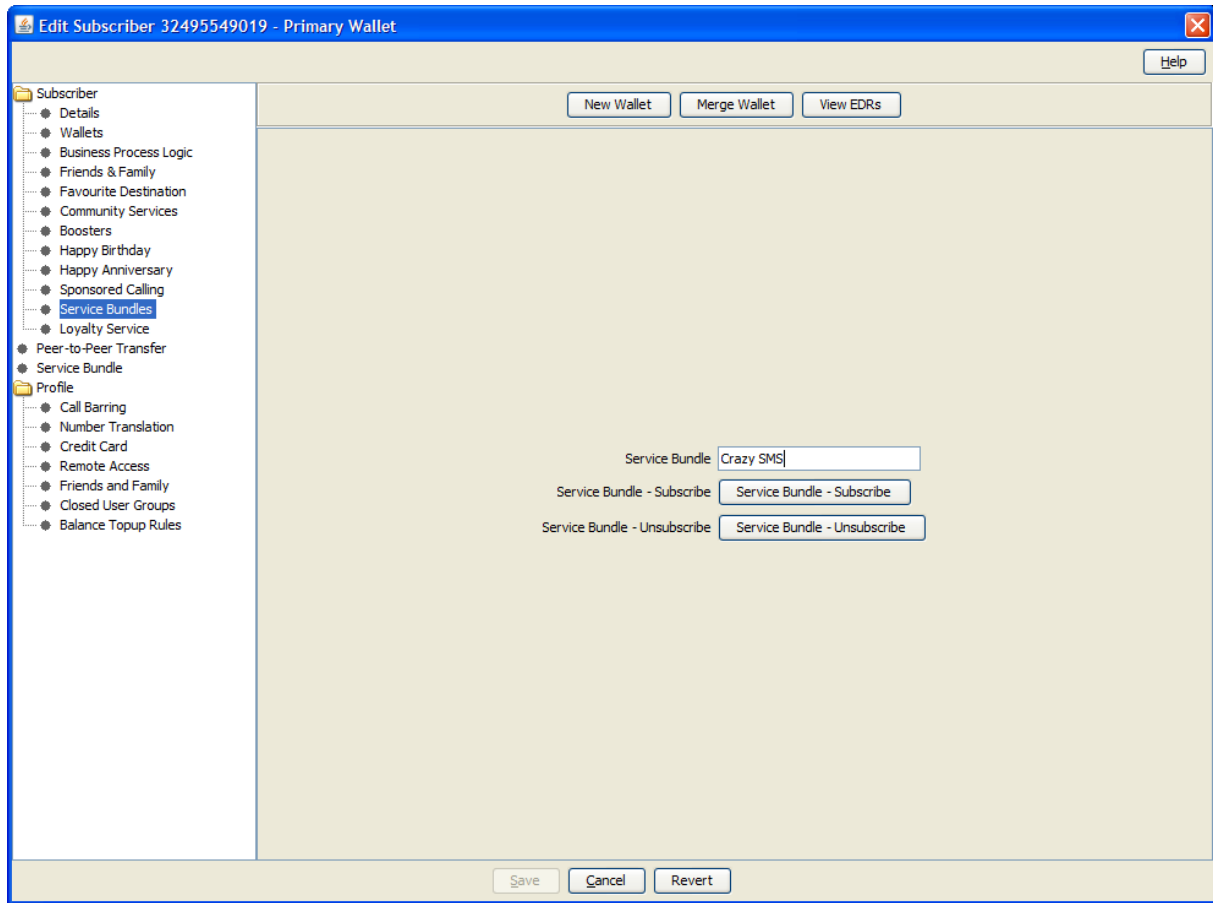 Edit Subscriber 32495549019 - Primary Wallet
Help
Subscriber
Details
Wallets
Business Process Logic
Friends & Family
Favourite Destination
Community Services
Boosters
Happy Birthday
Happy Anniversary
Sponsored Calling
Service Bundles
Loyalty Service
Peer-to-Peer Transfer
Service Bundle
Profile
Call Barring
Number Translation
Credit Card
Remote Access
Friends and Family
Closed User Groups
Balance Topup Rules
New Wallet Merge Wallet View EDRs
Service Bundle Crazy SMS
Service Bundle - Subscribe Service Bundle - Subscribe
Service Bundle - Unsubscribe Service Bundle - Unsubscribe
Save Cancel Revert